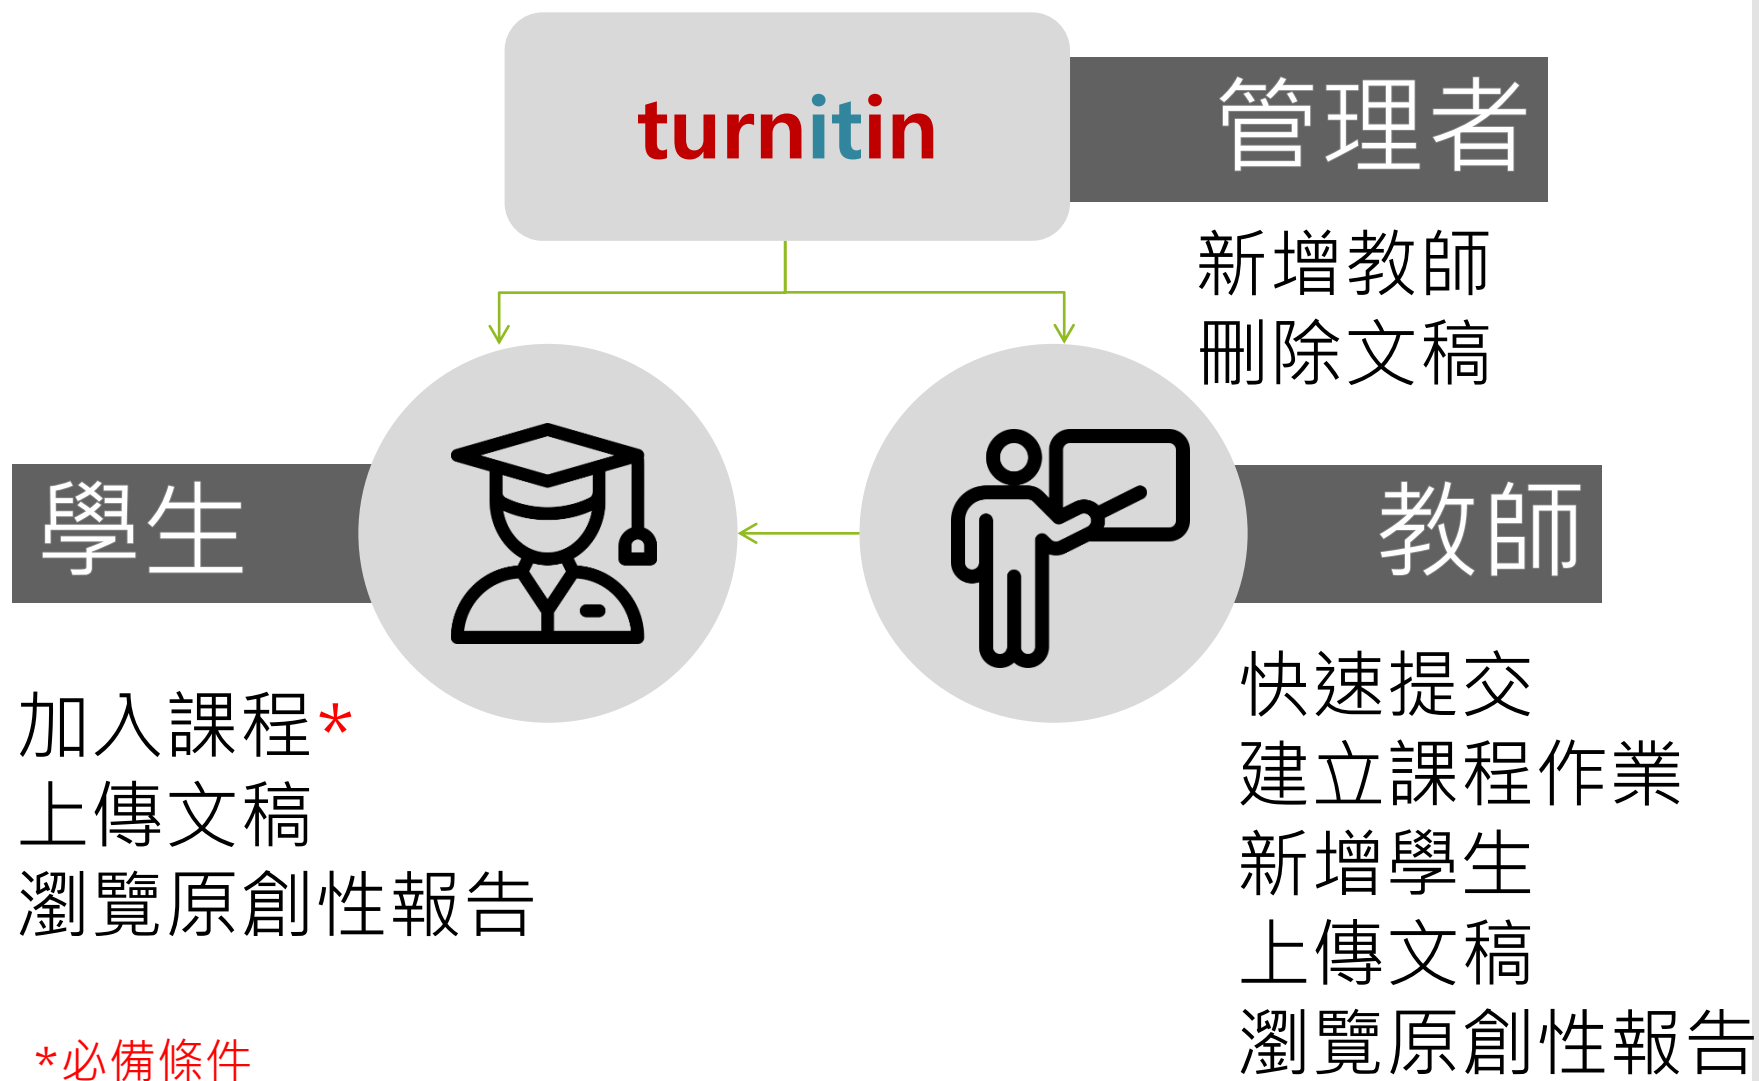 turnitin
管理者
新增教師
刪除文稿
學生
加入課程*
上傳文稿
瀏覽原創性報告
*必備條件
教師
快速提交
建立課程作業
新增學生
上傳文稿
瀏覽原創性報告